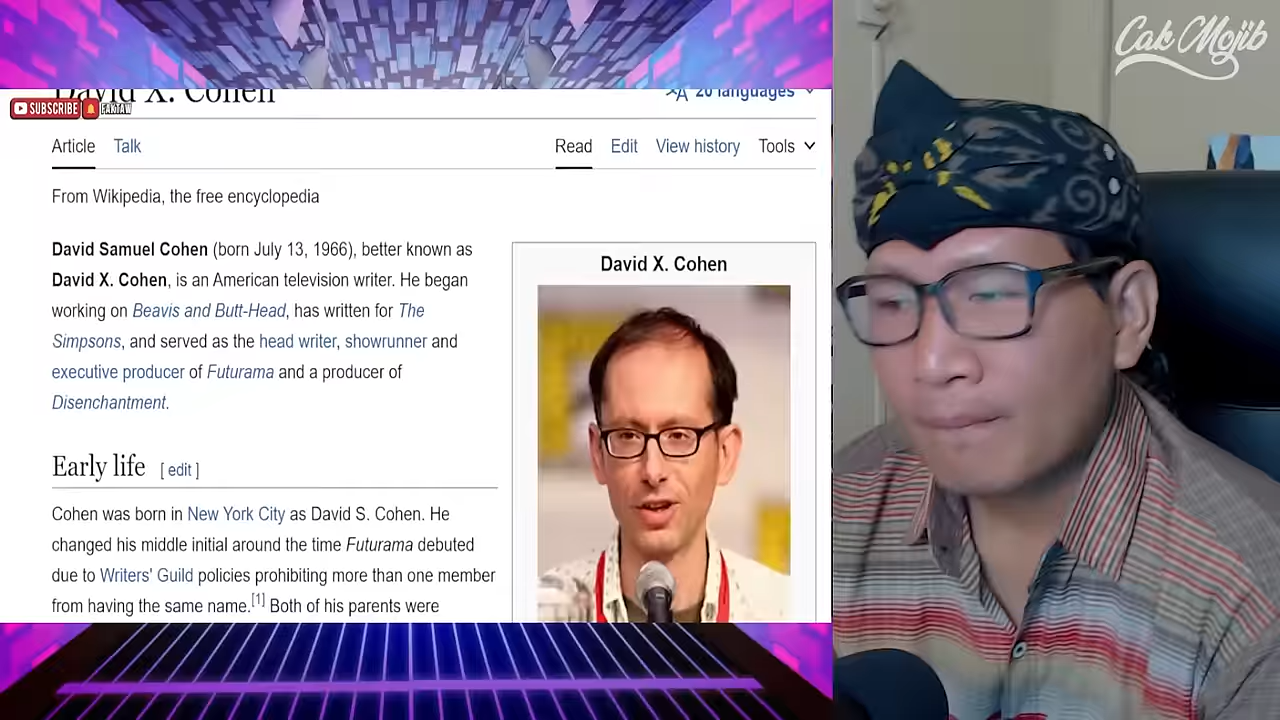 Cak Mojib
David X. Cohen
20 languages
SUBSCRIBE
FAKTAW
Article
Talk
Read
Edit
View history
Tools
From Wikipedia, the free encyclopedia
David Samuel Cohen (born July 13, 1966), better known as
David X. Cohen, is an American television writer. He began
working on Beavis and Butt-Head, has written for The
Simpsons, and served as the head writer, showrunner and
executive producer of Futurama and a producer of
Disenchantment.
David X. Cohen
Early life [ edit ]
Cohen was born in New York City as David S. Cohen. He
changed his middle initial around the time Futurama debuted
due to Writers' Guild policies prohibiting more than one member
from having the same name.[1] Both of his parents were